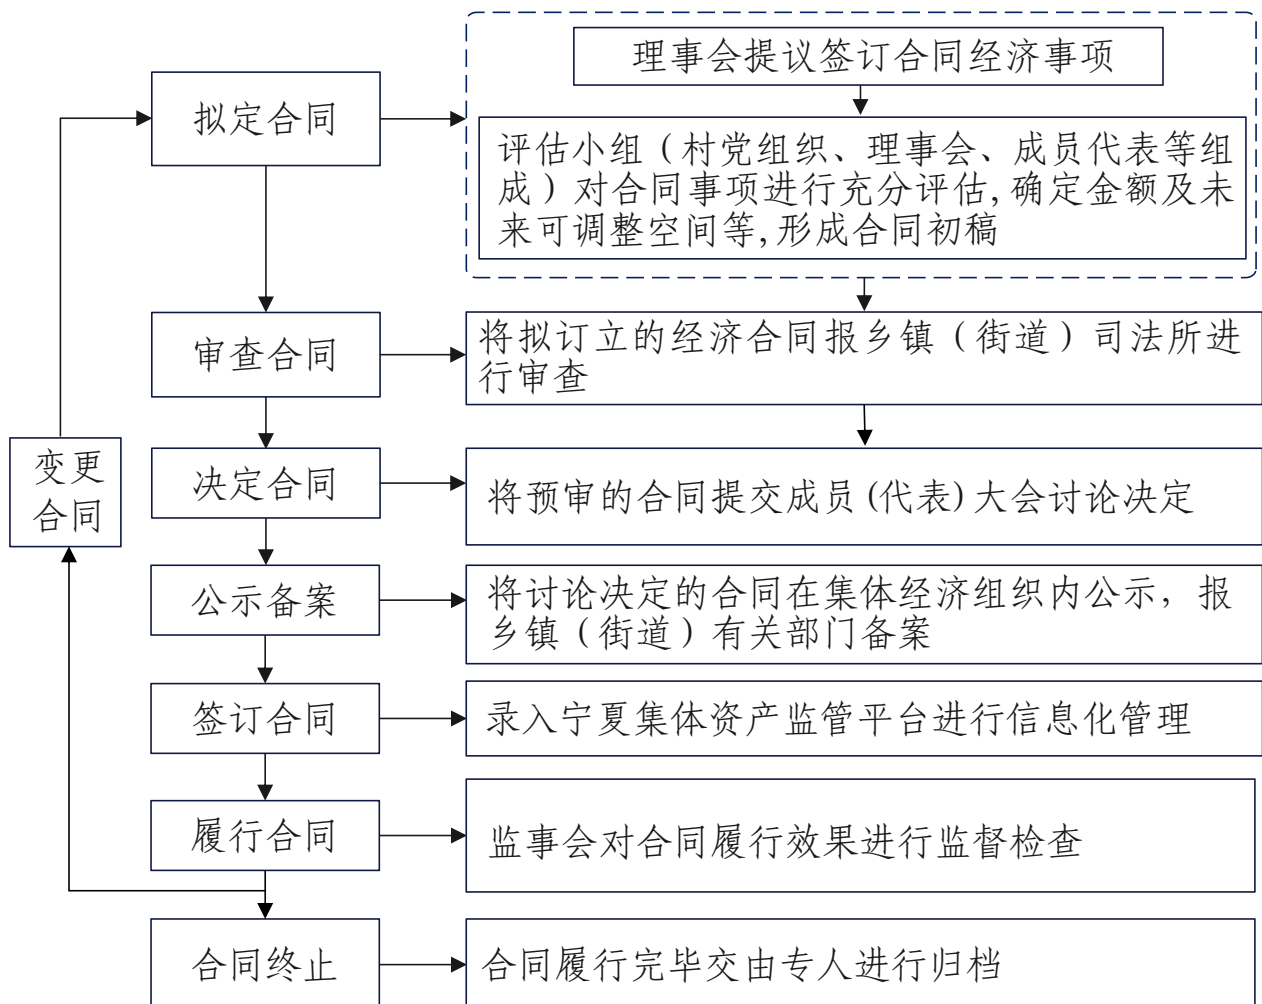 理事会提议签订合同经济事项
拟定合同
评估小组（村党组织、理事会、成员代表等组
成）对合同事项进行充分评估,确定金额及未
来可调整空间等,形成合同初稿
审查合同
将拟订立的经济合同报乡镇（街道）司法所进
行审查
变更
合同
决定合同
将预审的合同提交成员(代表)大会讨论决定
公示备案
将讨论决定的合同在集体经济组织内公示，报
乡镇（街道）有关部门备案
签订合同
录入宁夏集体资产监管平台进行信息化管理
履行合同
监事会对合同履行效果进行监督检查
合同终止
合同履行完毕交由专人进行归档